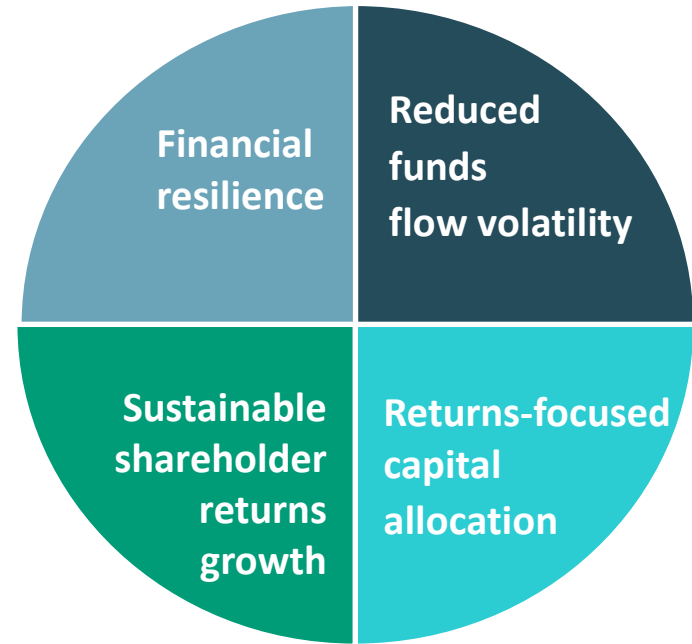 Financial
resilience
Reduced
funds
flow volatility
Sustainable
shareholder
returns
growth
Returns-focused
capital
allocation